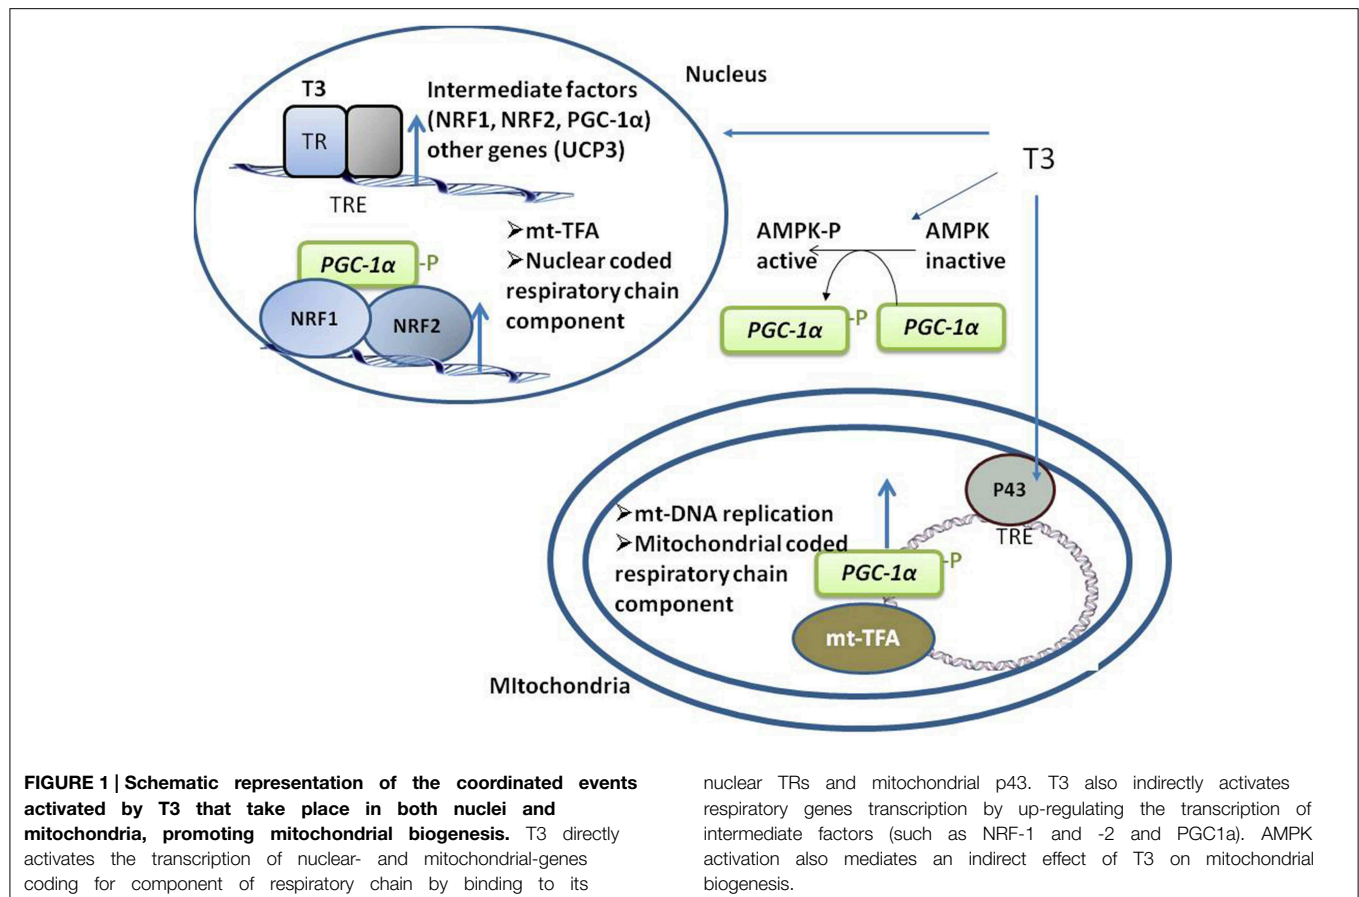 Nucleus
T3
TR
TRE
Intermediate factors
(NRF1, NRF2, PGC-1α)
other genes (UCP3)
PGC-1α
-P
NRF1
NRF2
➢mt-TFA
➢Nuclear coded
respiratory chain
component
T3
AMPK-P
active
AMPK
inactive
PGC-1α
-P
PGC-1α
P43
TRE
➢mt-DNA replication
➢Mitochondrial coded
respiratory chain
component
PGC-1α
-P
mt-TFA
MItochondria
FIGURE 1 | Schematic representation of the coordinated events
activated by T3 that take place in both nuclei and
mitochondria, promoting mitochondrial biogenesis. T3 directly
activates the transcription of nuclear- and mitochondrial-genes
coding for component of respiratory chain by binding to its
nuclear TRs and mitochondrial p43. T3 also indirectly activates
respiratory genes transcription by up-regulating the transcription of
intermediate factors (such as NRF-1 and -2 and PGC1a). AMPK
activation also mediates an indirect effect of T3 on mitochondrial
biogenesis.